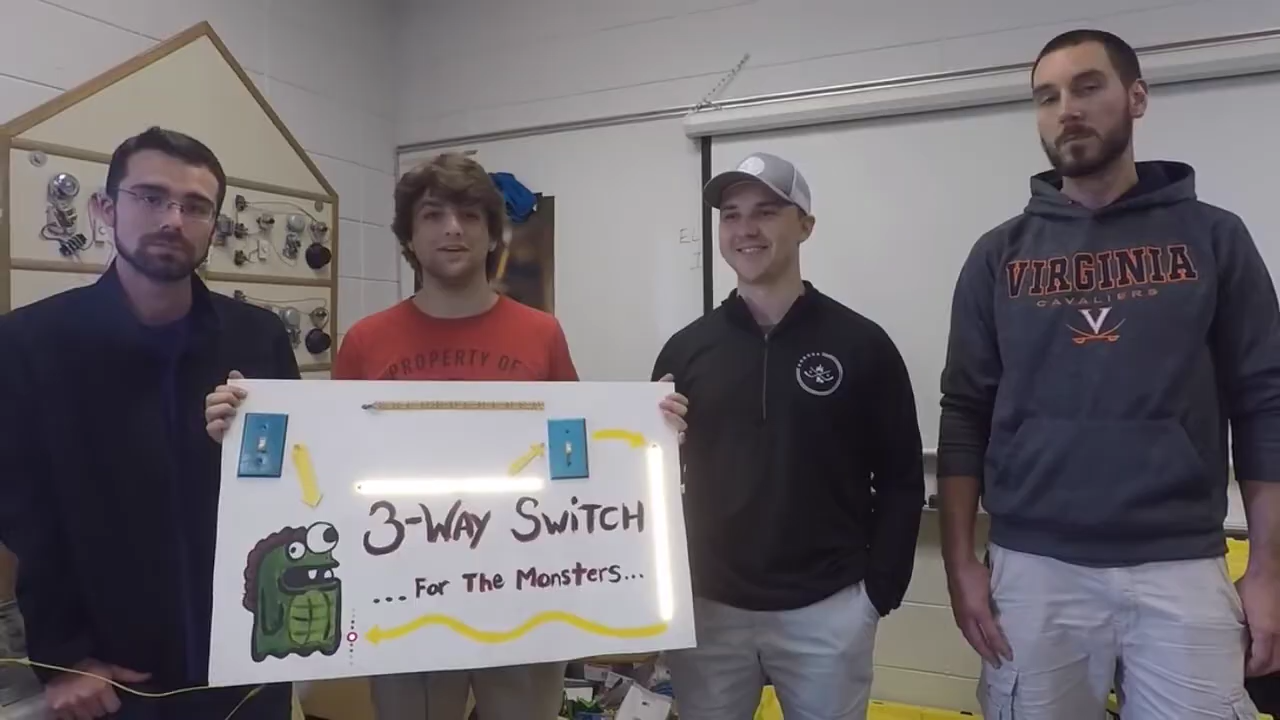 PROPERTY OF
VIRGINIA
CAVALIERS
V
3-WAY SWiTCH
...For The Monsters...